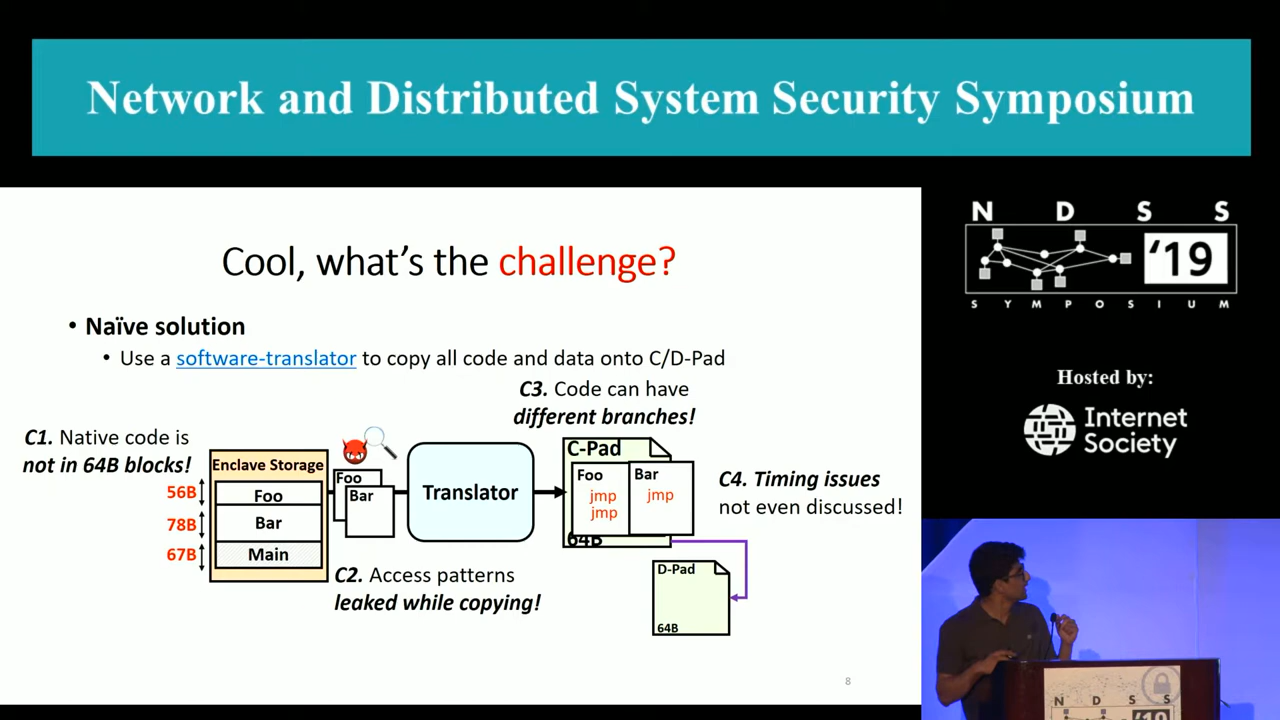 Network and Distributed System Security Symposium
N D S S
'19
S Y M P O S I U M
Hosted by:
Internet
Society
Cool, what's the challenge?
• Naïve solution
• Use a software-translator to copy all code and data onto C/D-Pad
C3. Code can have
different branches!
C1. Native code is
not in 64B blocks!
Enclave Storage
56B
Foo
78B
Bar
67B
Main
Foo
Bar
Translator
C-Pad
Foo
jmp
jmp
Bar
jmp
64B
C4. Timing issues
not even discussed!
C2. Access patterns
leaked while copying!
D-Pad
64B
8
N D S S
'19